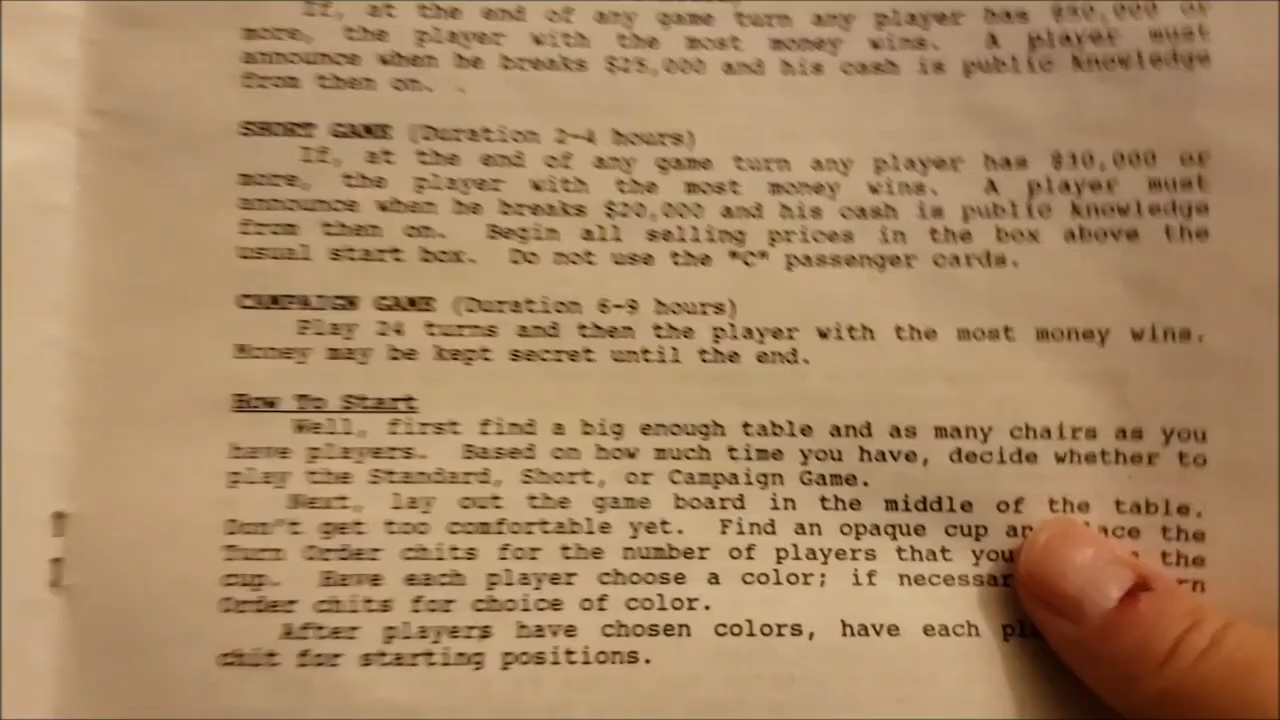 If, at the end of any game turn any player has
more, the player with the most money wins. A player must
announce when he breaks $25,000 and his cash is public knowledge
from then on.
SHORT GAME (Duration 2-4 hours)
If, at the end of any game turn any player has or
more, the player with the most money wins. A player must
announce when he breaks $20,000 and his cash is public knowledge
from then on. Begin all selling prices in the box above the
usual start box. Do not use the "C" passenger cards.
CAMPAIGN GAME (Duration 6-9 hours)
Play 24 turns and then the player with the most money wins.
Money may be kept secret until the end.
How To Start
Well, first find a big enough table and as many chairs as you
have players. Based on how much time you have, decide whether to
play the Standard, Short, or Campaign Game.
Next, lay out the game board in the middle of the table.
Don't get too comfortable yet. Find an opaque cup the
Turn Order chits for the number of players that you the
cup. Have each player choose a color; if
Order chits for choice of color.
After players have chosen colors, have each
chit for starting positions.